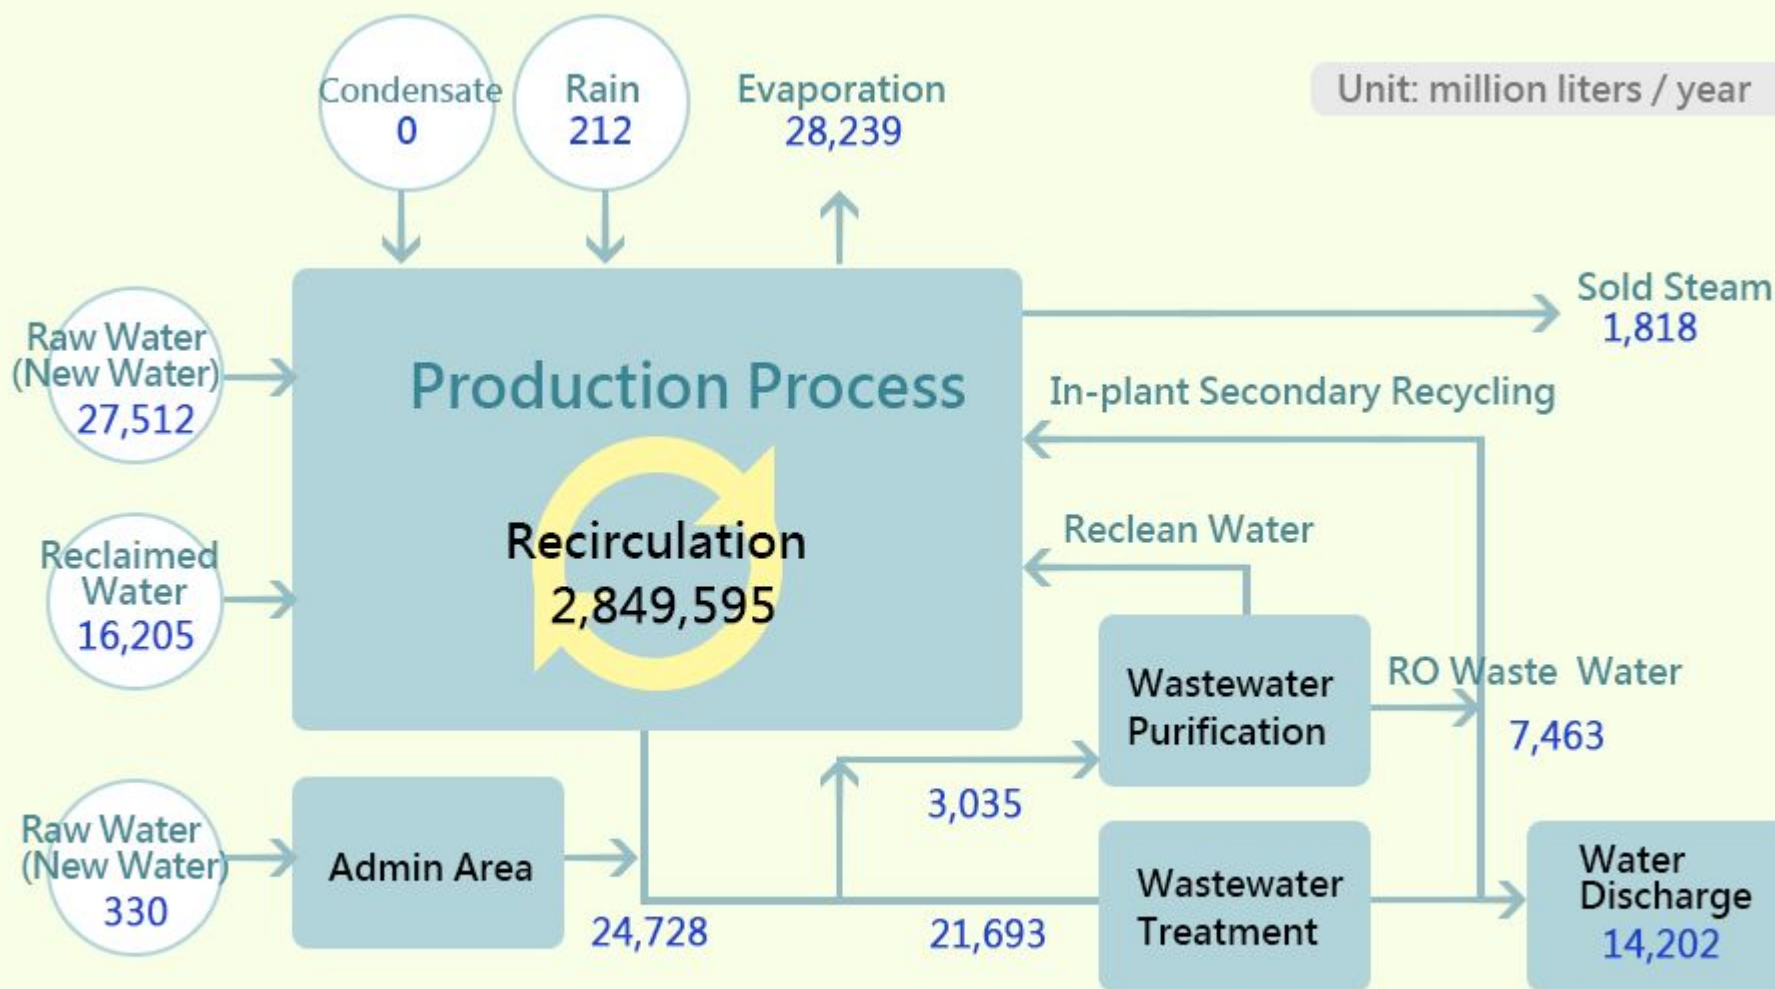 Condensate
0
Rain
212
Evaporation
28,239
Unit: million liters / year
Raw Water
(New Water)
27,512
Production Process
Sold Steam
1,818
In-plant Secondary Recycling
Reclaimed
Water
16,205
Recirculation
2,849,595
Reclean Water
Wastewater
Purification
RO Waste Water
7,463
3,035
Raw Water
(New Water)
330
Admin Area
24,728
21,693
Wastewater
Treatment
Water
Discharge
14,202